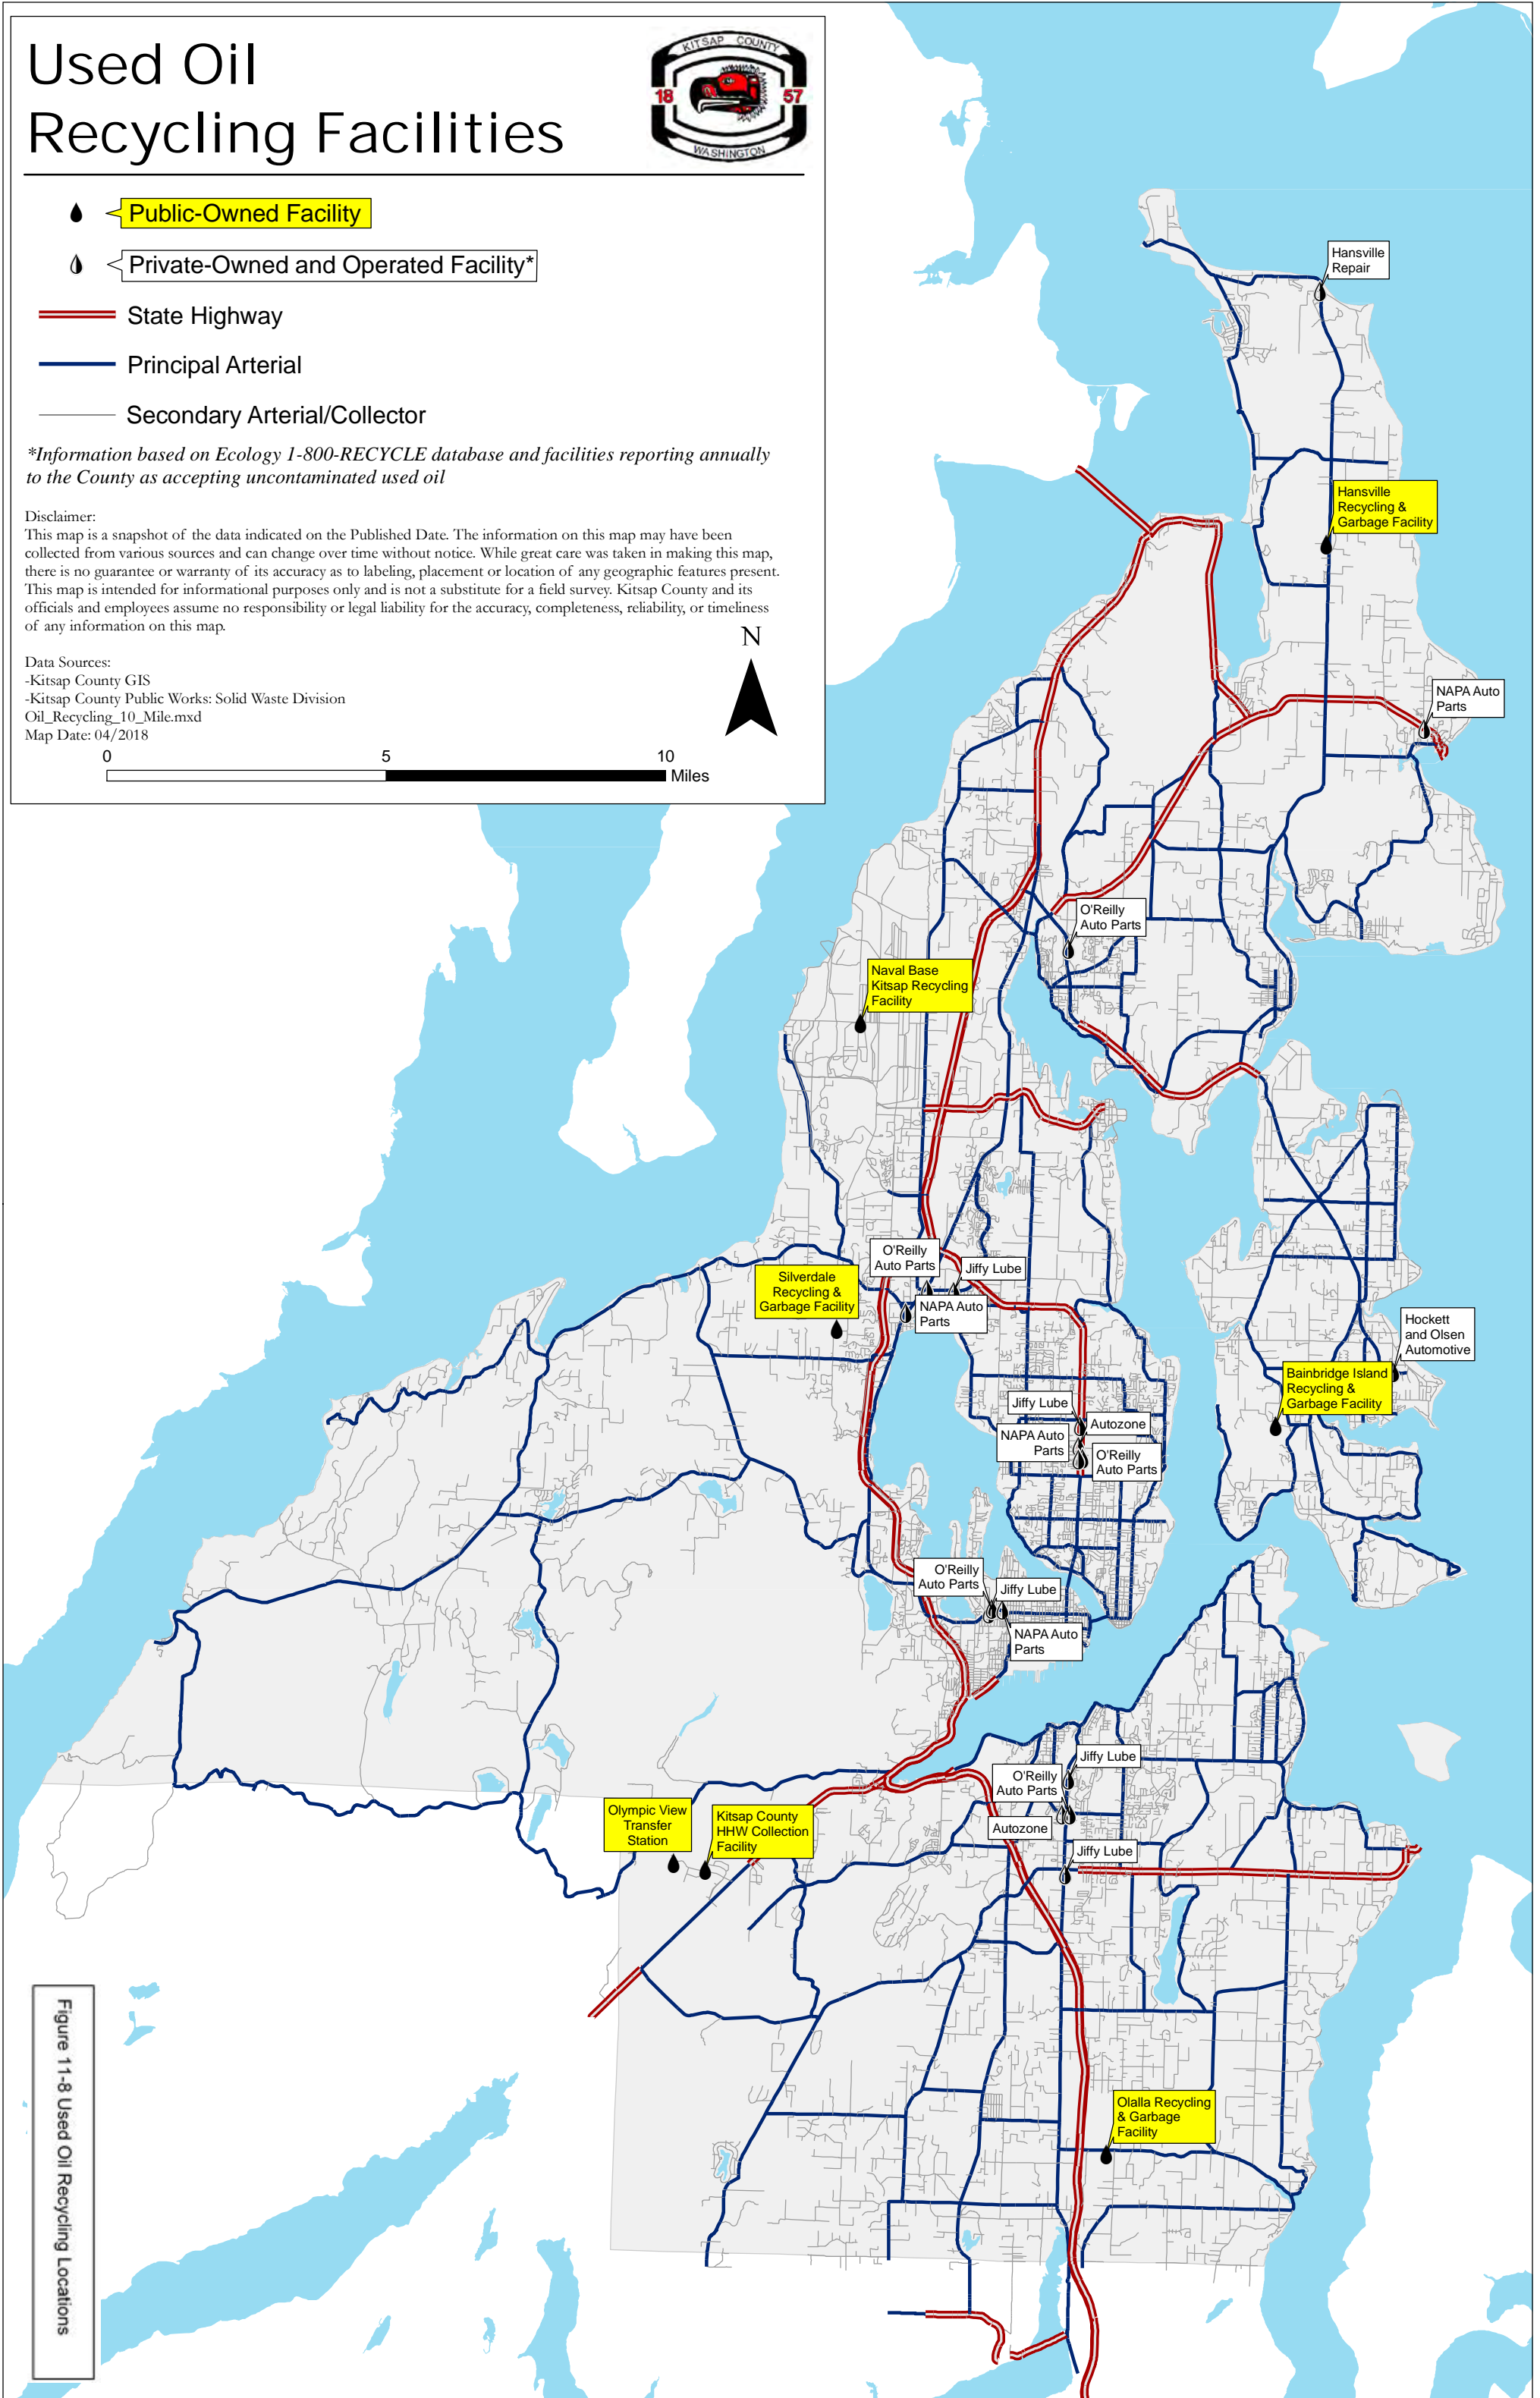 Used Oil
Recycling Facilities
KITSAP COUNTY
18 57
WASHINGTON
Public-Owned Facility
Private-Owned and Operated Facility*
State Highway
Principal Arterial
Secondary Arterial/Collector
*Information based on Ecology 1-800-RECYCLE database and facilities reporting annually
to the County as accepting uncontaminated used oil
Disclaimer:
This map is a snapshot of the data indicated on the Published Date. The information on this map may have been
collected from various sources and can change over time without notice. While great care was taken in making this map,
there is no guarantee or warranty of its accuracy as to labeling, placement or location of any geographic features present.
This map is intended for informational purposes only and is not a substitute for a field survey. Kitsap County and its
officials and employees assume no responsibility or legal liability for the accuracy, completeness, reliability, or timeliness
of any information on this map.
N
Data Sources:
-Kitsap County GIS
-Kitsap County Public Works: Solid Waste Division
Oil_Recycling_10_Mile.mxd
Map Date: 04/2018
0 5 10
Miles
Hansville
Repair
Hansville
Recycling &
Garbage Facility
NAPA Auto
Parts
O'Reilly
Auto Parts
Naval Base
Kitsap Recycling
Facility
O'Reilly
Auto Parts
Jiffy Lube
Silverdale
Recycling &
Garbage Facility
NAPA Auto
Parts
Hockett
and Olsen
Automotive
Bainbridge Island
Recycling &
Garbage Facility
Jiffy Lube
Autozone
NAPA Auto
Parts
O'Reilly
Auto Parts
O'Reilly
Auto Parts
Jiffy Lube
NAPA Auto
Parts
Jiffy Lube
O'Reilly
Auto Parts
Autozone
Olympic View
Transfer
Station
Kitsap County
HHW Collection
Facility
Jiffy Lube
Olalla Recycling
& Garbage
Facility
Figure 11-8 Used Oil Recycling Locations